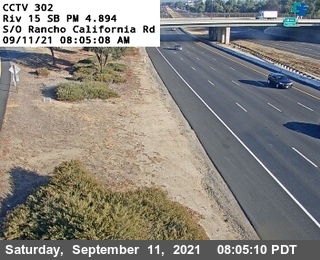 CCTV 302
Riv 15 SB PM 4.894
S/O Rancho California Rd
09/11/21 08:05:08 AM
Saturday, September 11, 2021 08:05:10 PDT